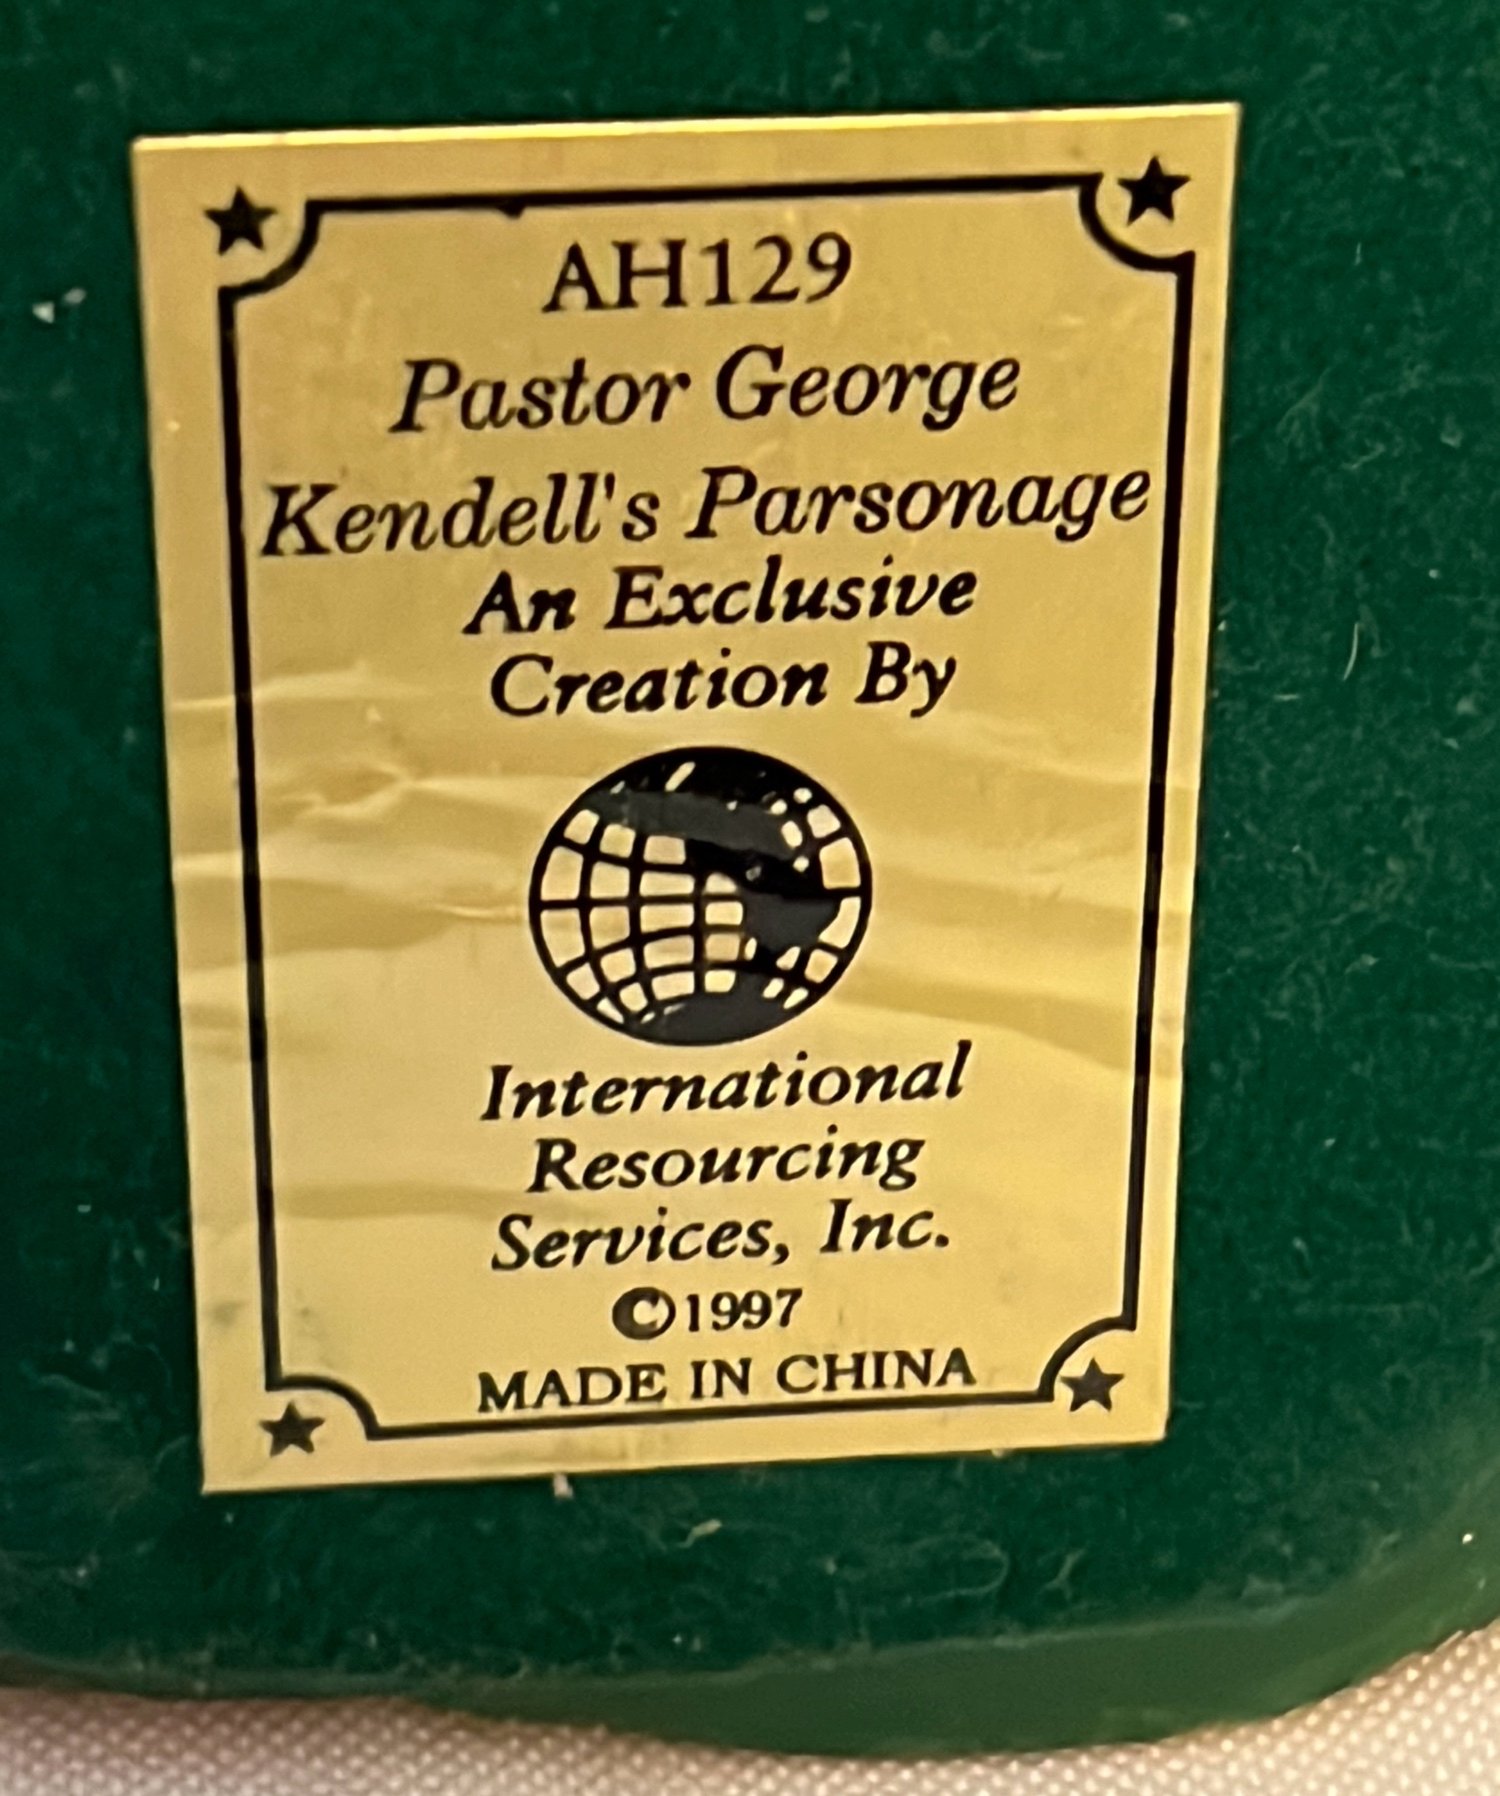 AH129
Pastor George
Kendell's Parsonage
An Exclusive
Creation By
International
Resourcing
Services, Inc.
©1997
MADE IN CHINA